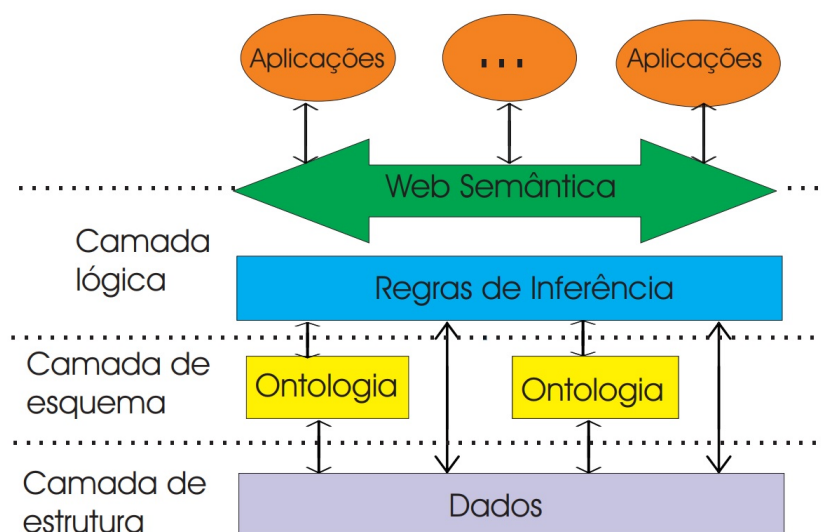 Aplicações
...
Aplicações
Web Semântica
Camada
lógica
Regras de Inferência
Camada de
esquema
Ontologia
Ontologia
Camada de
estrutura
Dados